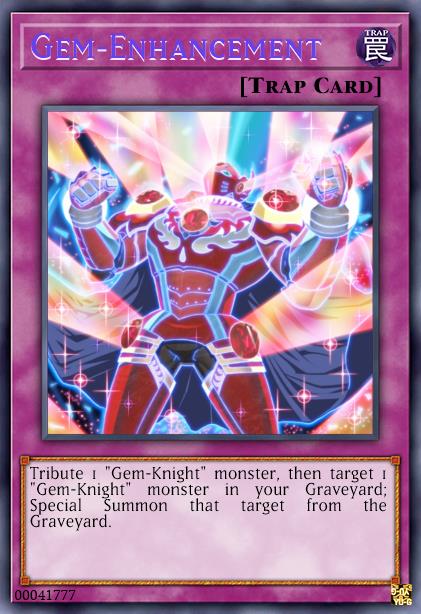 Gem-Enhancement
TRAP
罠
[Trap Card]
Tribute 1 "Gem-Knight" monster, then target 1
"Gem-Knight" monster in your Graveyard;
Special Summon that target from the
Graveyard.
00041777